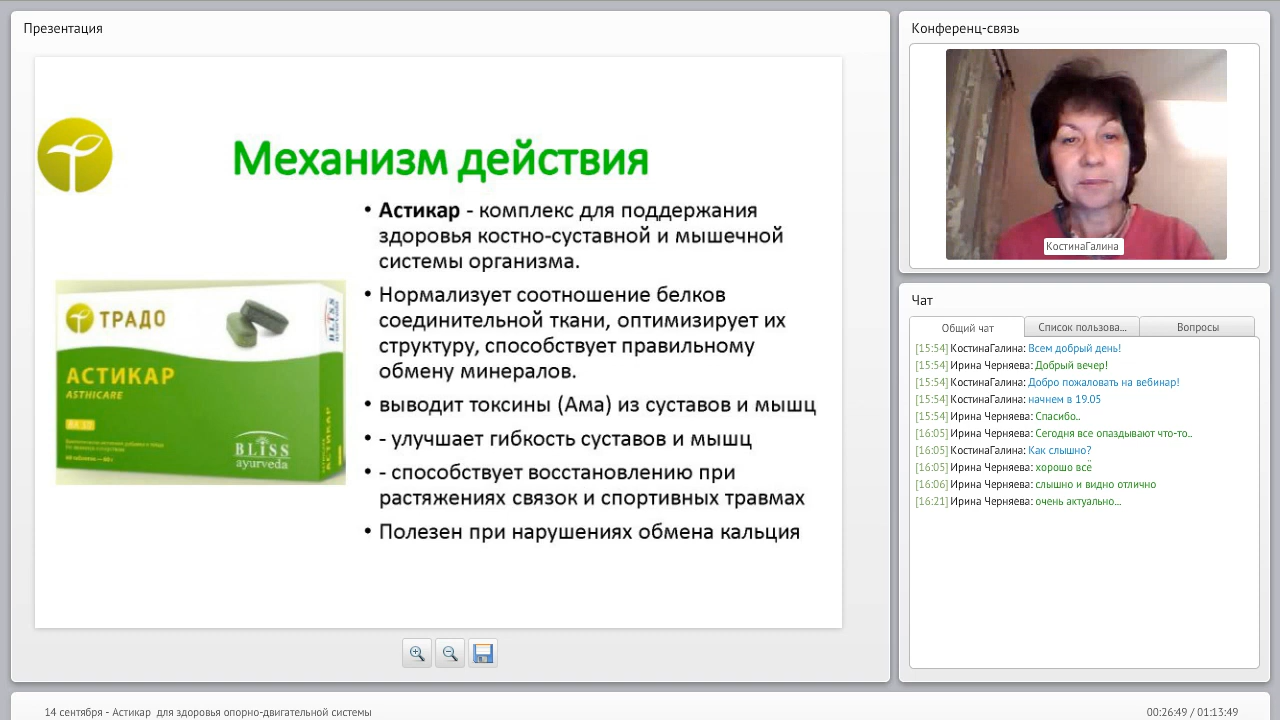 Презентация
Механизм действия
• Астикар - комплекс для поддержания
здоровья костно-суставной и мышечной
системы организма.
• Нормализует соотношение белков
соединительной ткани, оптимизирует их
структуру, способствует правильному
обмену минералов.
• выводит токсины (Ама) из суставов и мышц
• - улучшает гибкость суставов и мышц
• - способствует восстановлению при
растяжениях связок и спортивных травмах
• Полезен при нарушениях обмена кальция
ТРАДО
АСТИКАР
ASTHICARE
BLISS
ayurveda
Конференц-связь
КостинаГалина
Чат
Общий чат
Список пользова...
Вопросы
[15:54] КостинаГалина: Всем добрый день!
[15:54] Ирина Черняева: Добрый вечер!
[15:54] КостинаГалина: Добро пожаловать на вебинар!
[15:54] КостинаГалина: начнем в 19.05
[15:54] Ирина Черняева: Спасибо..
[16:05] Ирина Черняева: Сегодня все опаздывают что-то..
[16:05] КостинаГалина: Как слышно?
[16:05] Ирина Черняева: хорошо всё
[16:06] Ирина Черняева: слышно и видно отлично
[16:21] Ирина Черняева: очень актуально...
14 сентября - Астикар для здоровья опорно-двигательной системы
00:26:49 / 01:13:49